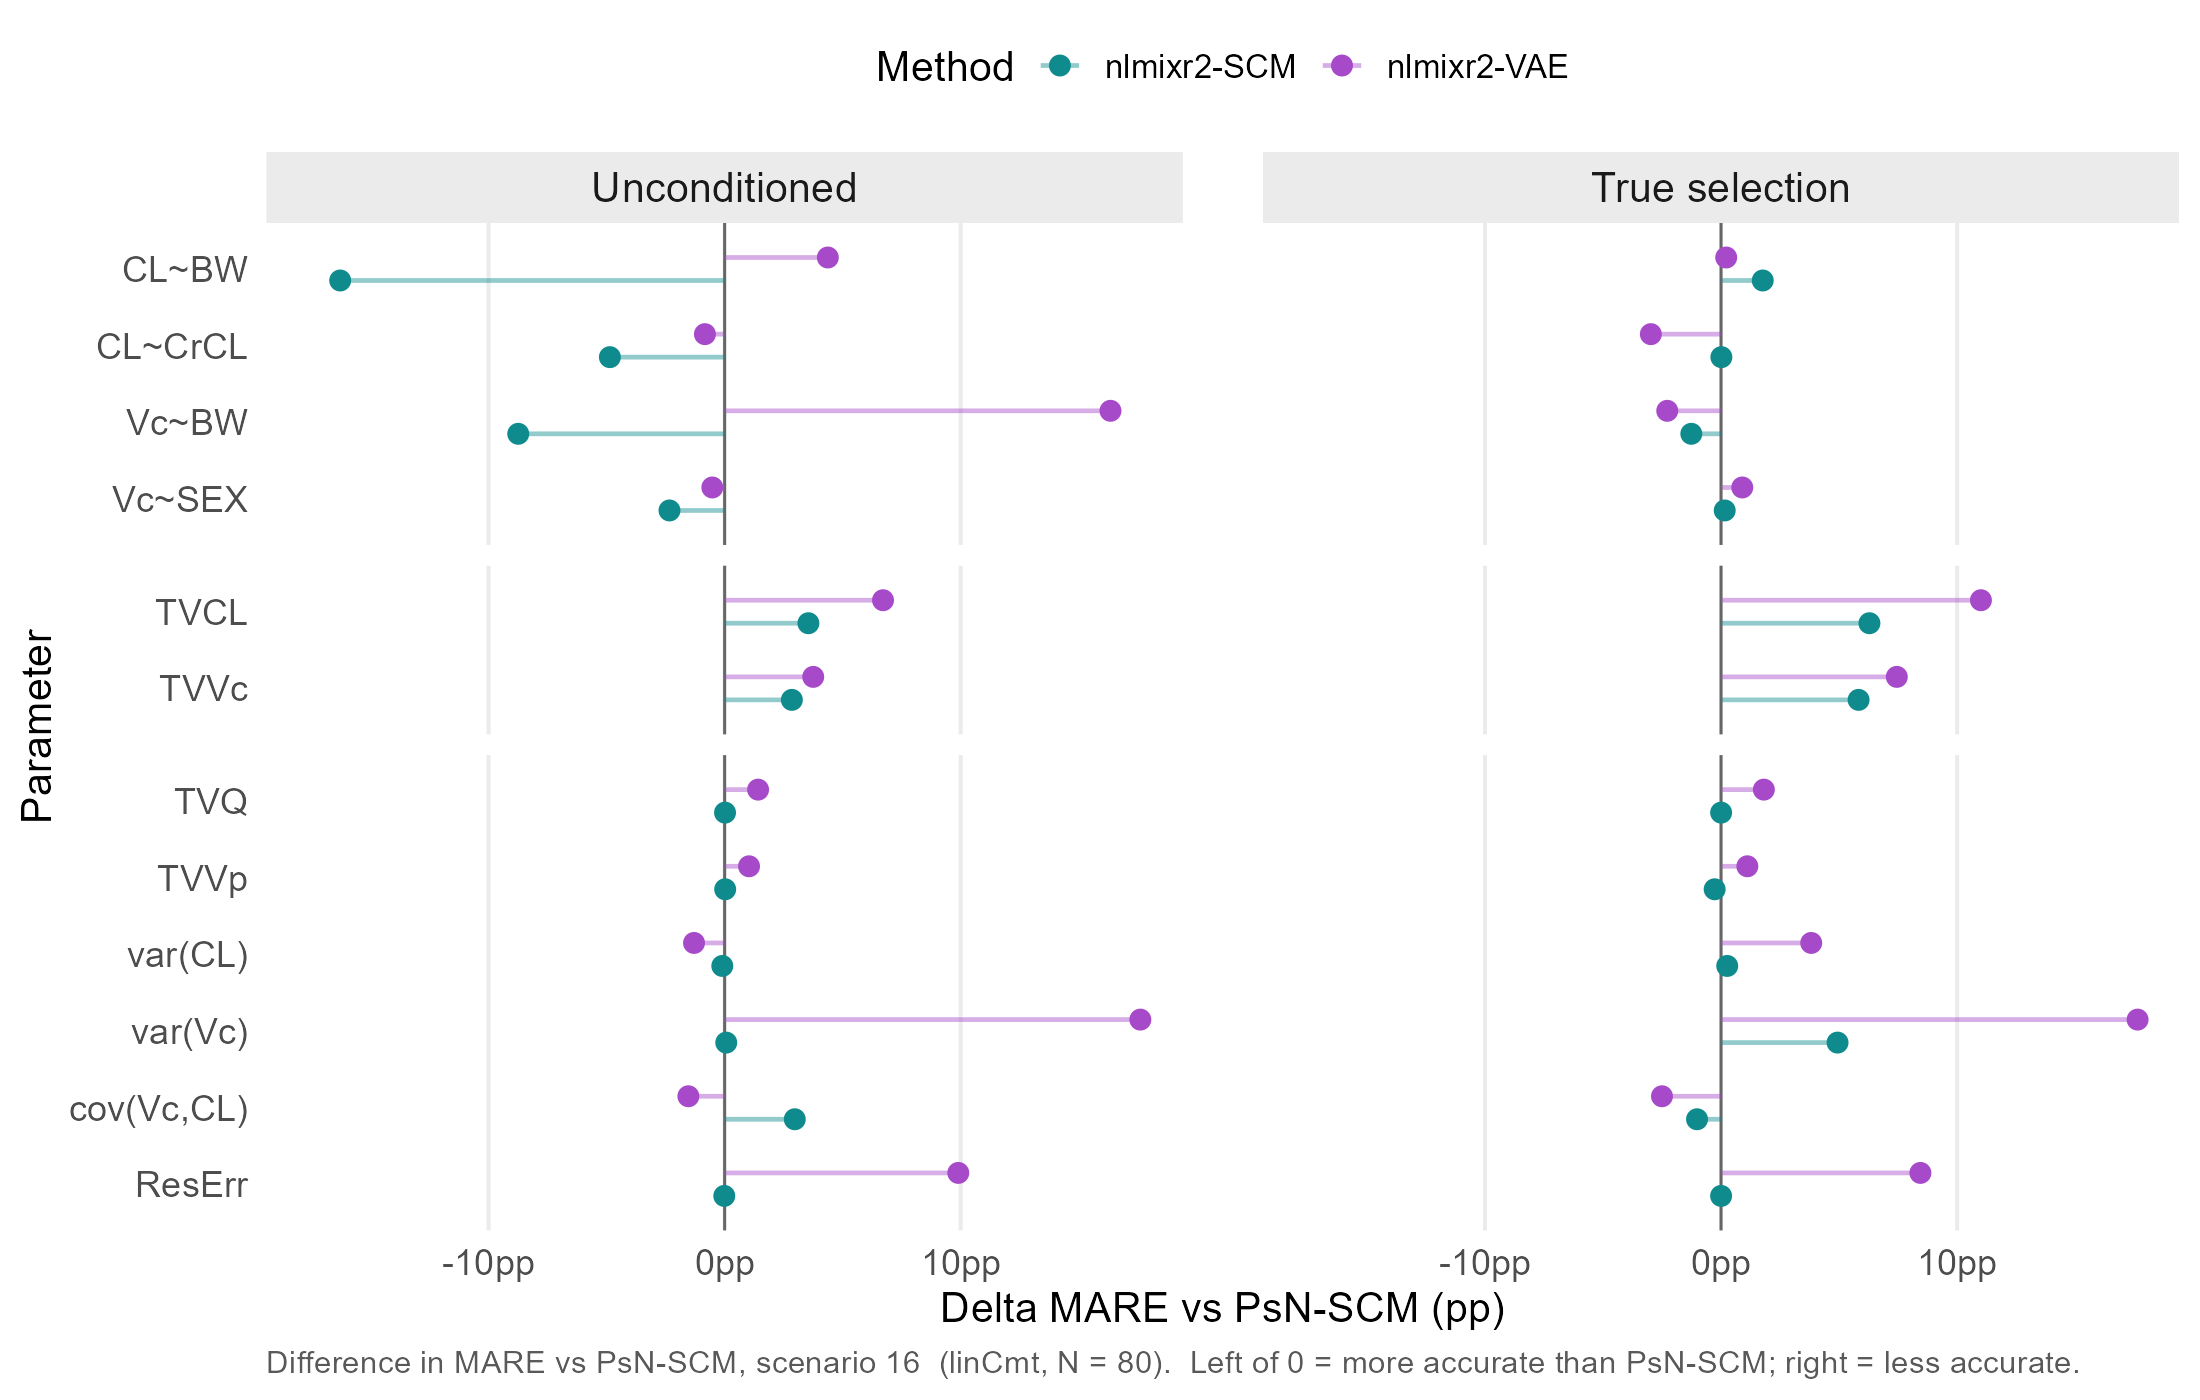 Method nlmixr2-SCM nlmixr2-VAE
Unconditioned True selection
CL~BW
CL~CrCL
Vc~BW
Vc~SEX
TVCL
TVVc
TVQ
TVVp
var(CL)
var(Vc)
cov(Vc,CL)
ResErr
Parameter
-10pp 0pp 10pp -10pp 0pp 10pp
Delta MARE vs PsN-SCM (pp)
Difference in MARE vs PsN-SCM, scenario 16 (linCmt, N = 80). Left of 0 = more accurate than PsN-SCM; right = less accurate.